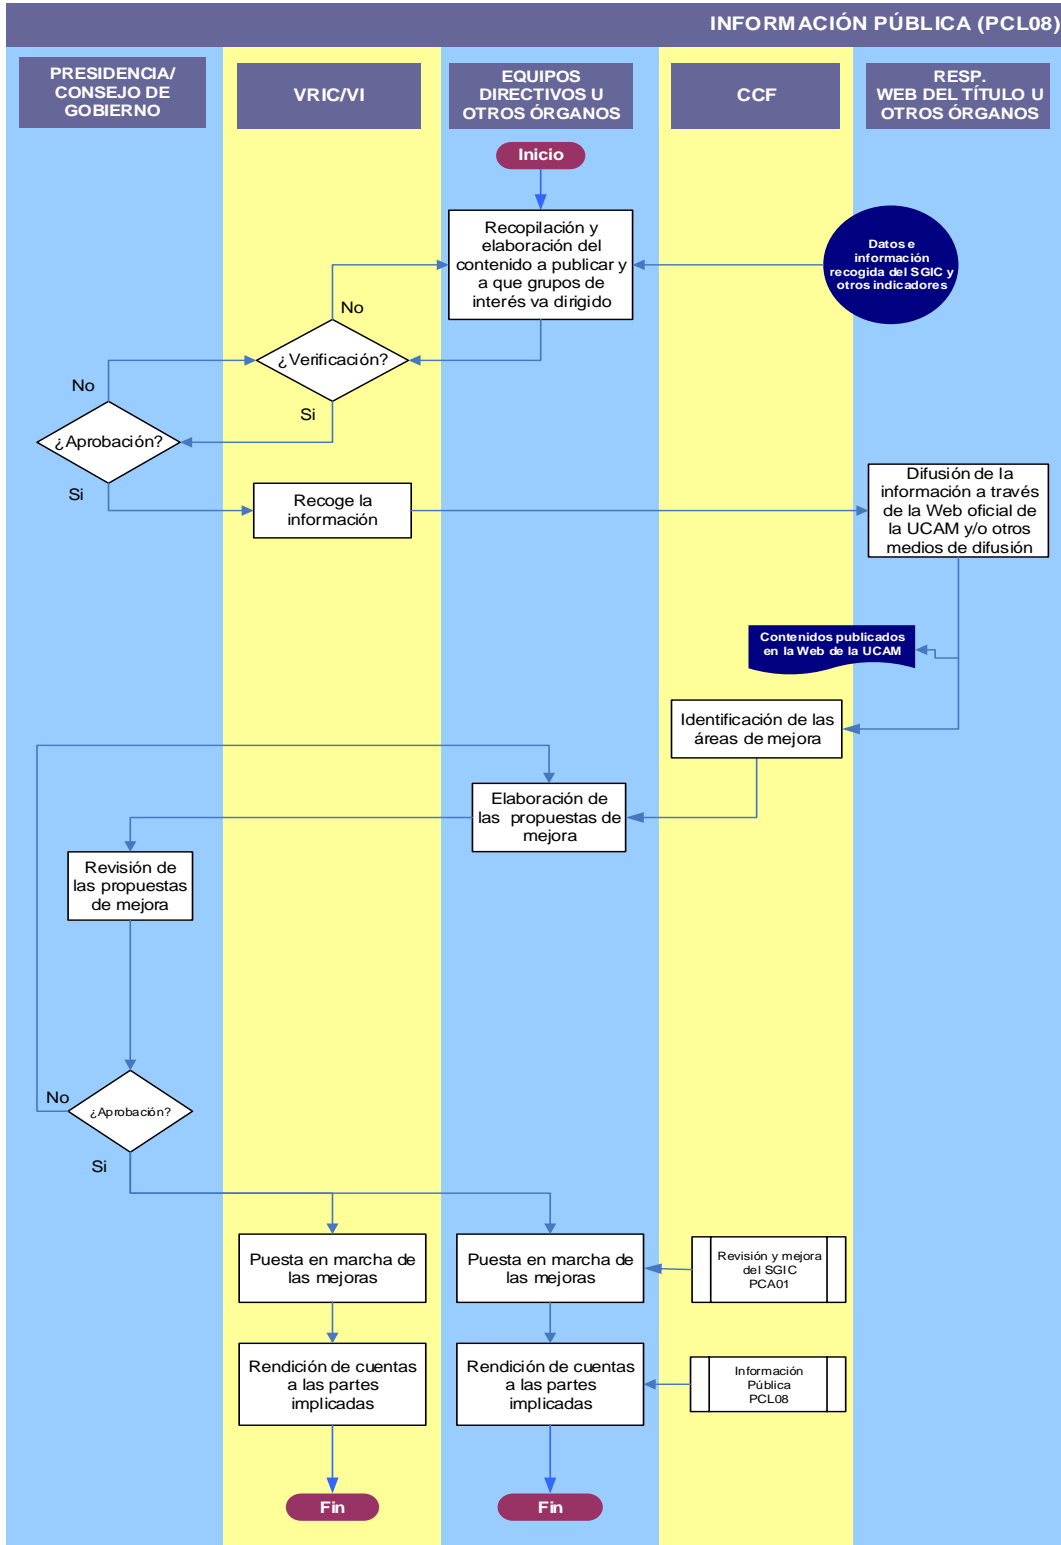 INFORMACIÓN PÚBLICA (PCL08)
PRESIDENCIA/
CONSEJO DE
GOBIERNO
VRIC/VI
EQUIPOS
DIRECTIVOS U
OTROS ÓRGANOS
CCF
RESP.
WEB DEL TÍTULO U
OTROS ÓRGANOS
Inicio
Recopilación y
elaboración del
contenido a publicar y
a que grupos de
interés va dirigido
Datos e
información
recogida del SGIC y
otros indicadores
No
¿Verificación?
Si
No
¿Aprobación?
Si
Recoge la
información
Difusión de la
información a través
de la Web oficial de
la UCAM y/o otros
medios de difusión
Contenidos publicados
en la Web de la UCAM
Identificación de las
áreas de mejora
Elaboración de
las propuestas de
mejora
Revisión de
las propuestas
de mejora
No
¿Aprobación?
Si
Puesta en marcha de
las mejoras
Puesta en marcha de
las mejoras
Revisión y mejora
del SGIC
PCA01
Rendición de cuentas
a las partes
implicadas
Rendición de cuentas
a las partes
implicadas
Información
Pública
PCL08
Fin
Fin